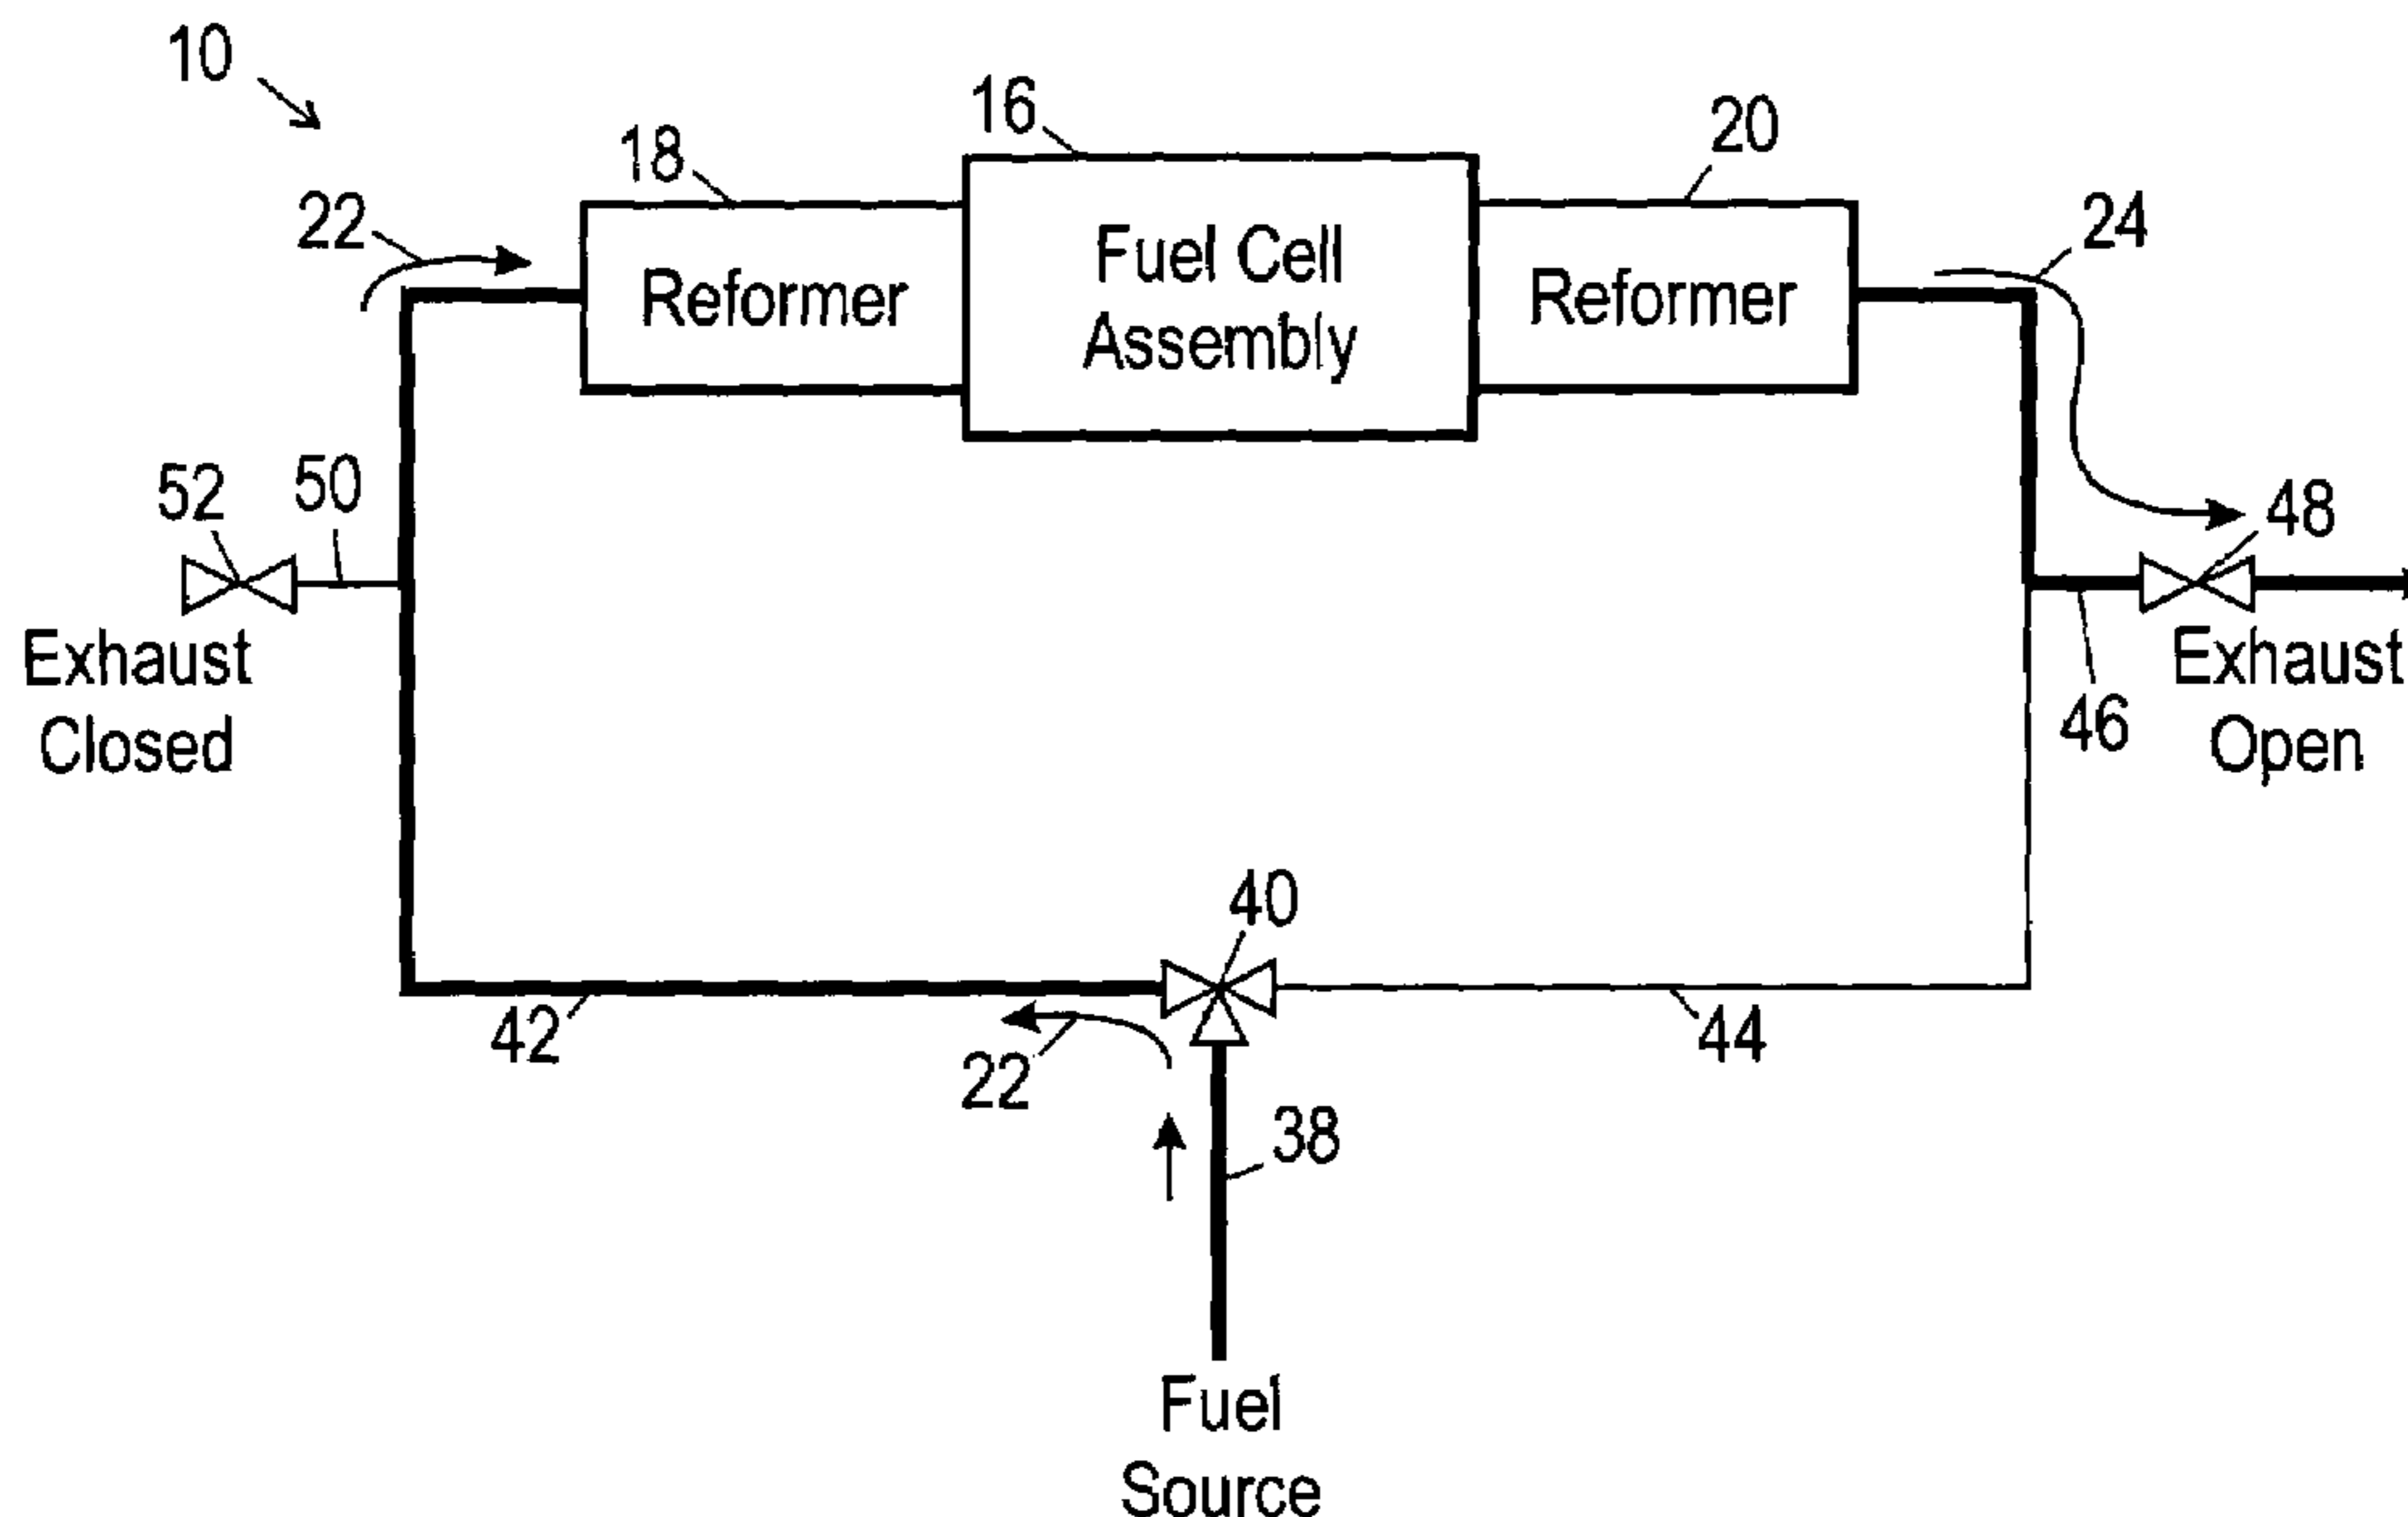 10
16
18
20
22
24
Reformer
Fuel Cell
Assembly
Reformer
52
50
48
Exhaust
Closed
Exhaust
Open
46
40
42
22
44
38
Fuel
Source